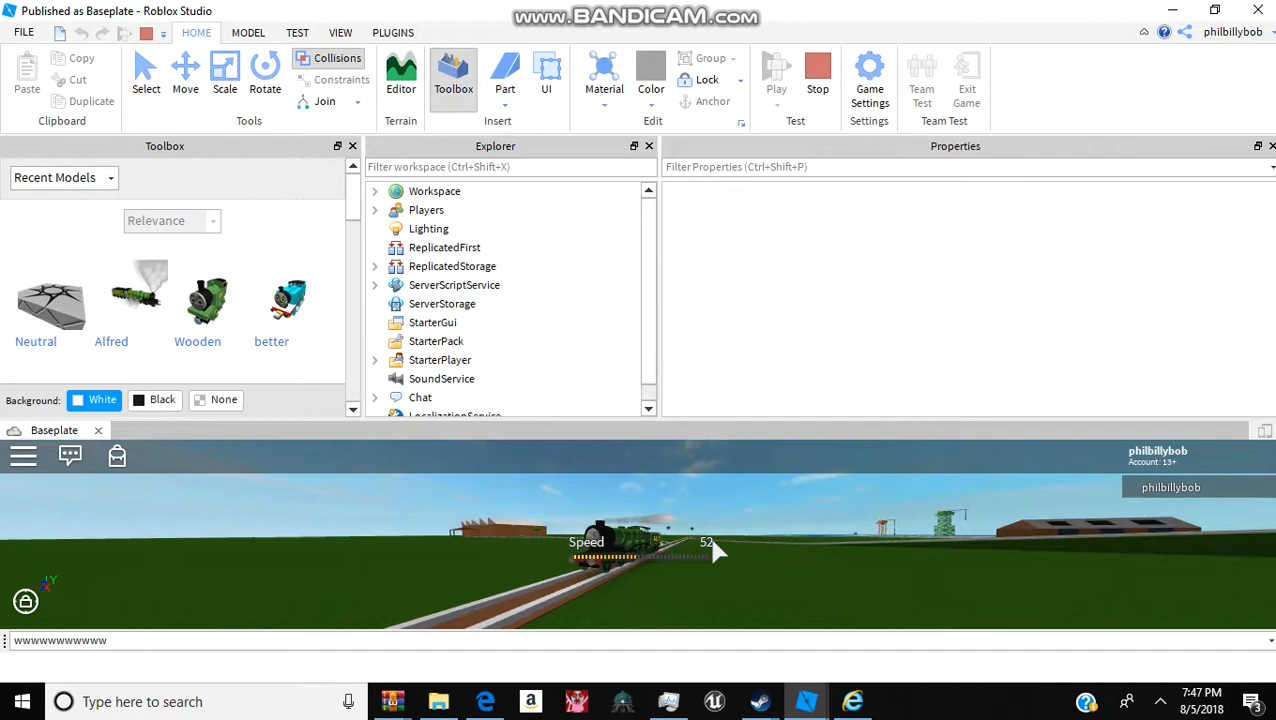 Published as Baseplate - Roblox Studio
www.BANDICAM.com
FILE HOME MODEL TEST VIEW PLUGINS philbillybob
Paste Copy Cut Duplicate Clipboard
Select Move Scale Rotate Collisions Constraints Join Tools
Editor Terrain
Toolbox Part UI Insert
Material Color Group Lock Anchor Edit
Play Stop Test
Game Settings Settings
Team Test Exit Game Team Test
Toolbox
Recent Models
Relevance
Neutral Alfred Wooden better
Background: White Black None
Explorer
Filter workspace (Ctrl+Shift+X)
Workspace
Players
Lighting
ReplicatedFirst
ReplicatedStorage
ServerScriptService
ServerStorage
StarterGui
StarterPack
StarterPlayer
SoundService
Chat
LocalizationService
Properties
Filter Properties (Ctrl+Shift+P)
Baseplate
philbillybob
Account: 13+
philbillybob
Speed 52
Y
wwwwwwwwwww
Type here to search
7:47 PM
8/5/2018
3